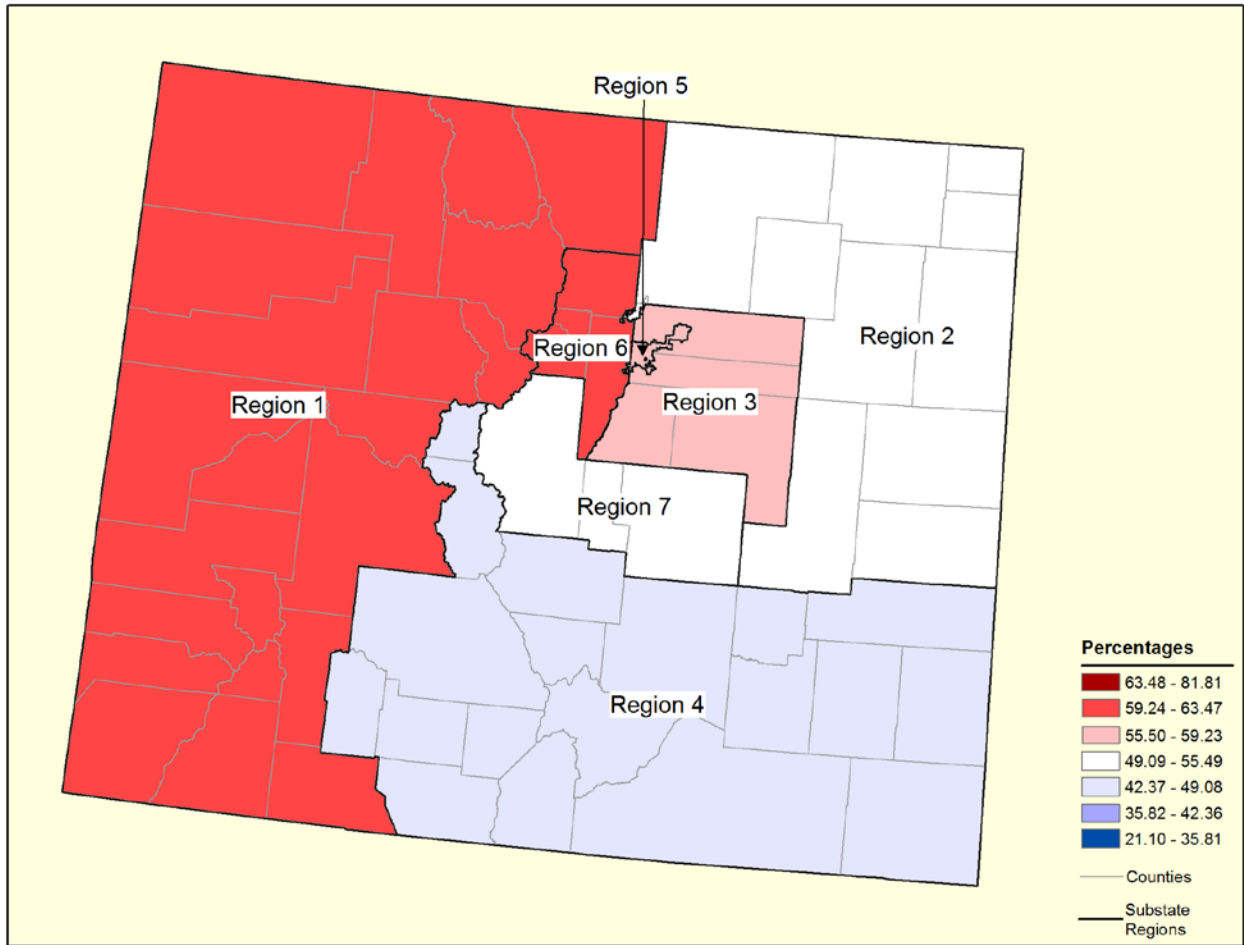 Region 5
Region 2
Region 6
Region 1
Region 3
Region 7
Region 4
Percentages
63.48 - 81.81
59.24 - 63.47
55.50 - 59.23
49.09 - 55.49
42.37 - 49.08
35.82 - 42.36
21.10 - 35.81
Counties
Substate
Regions